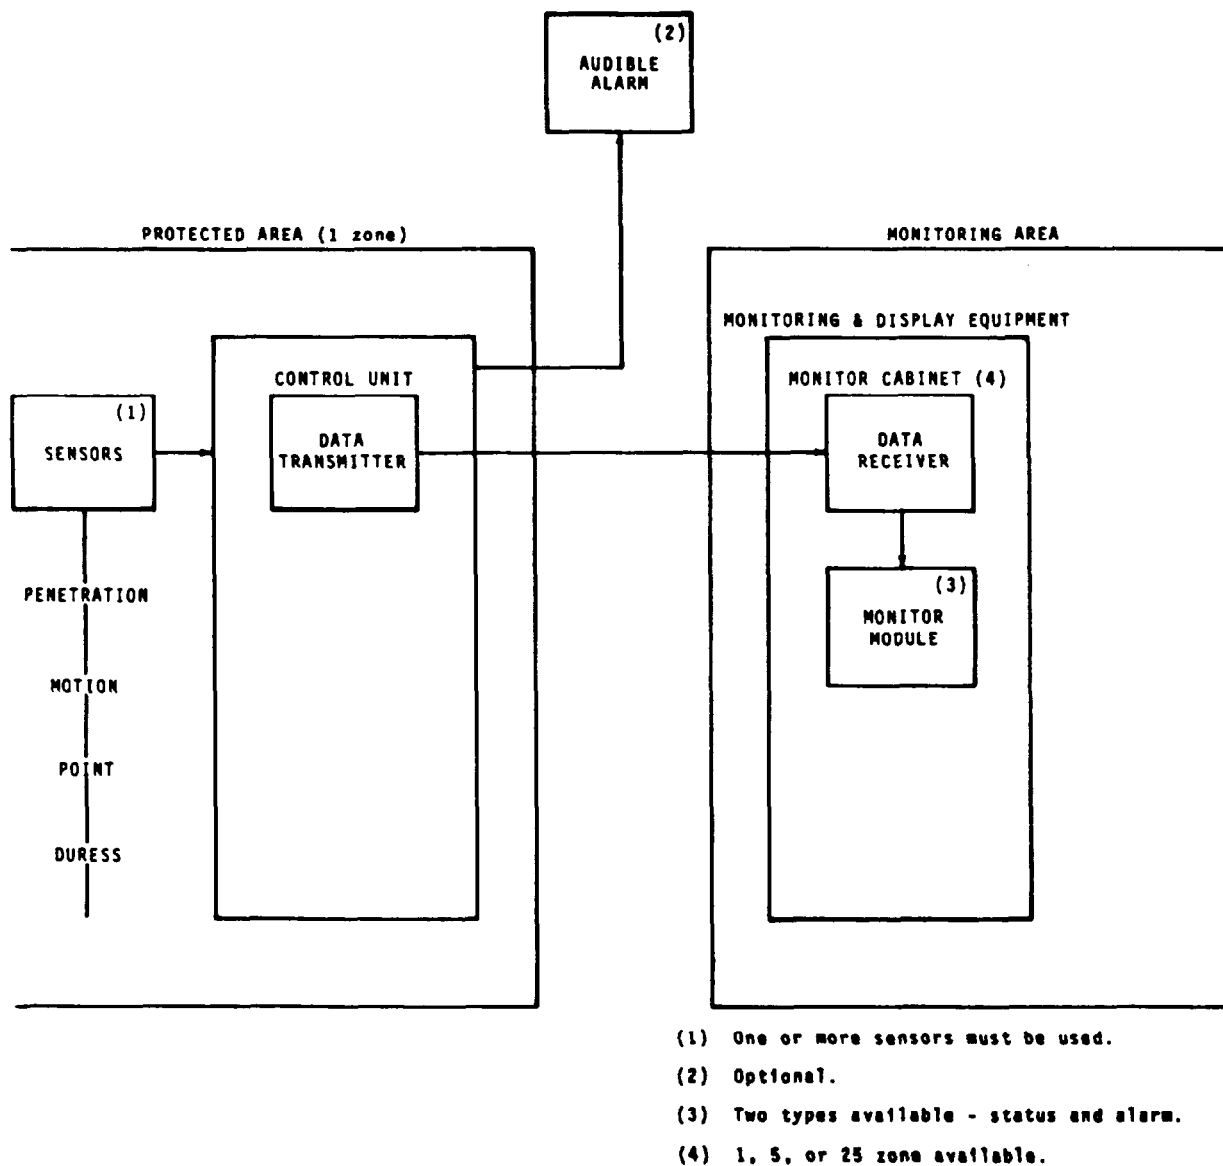 (2)
AUDIBLE
ALARM
PROTECTED AREA (1 zone)
MONITORING AREA
MONITORING & DISPLAY EQUIPMENT
CONTROL UNIT
MONITOR CABINET (4)
(1)
SENSORS
DATA
TRANSMITTER
DATA
RECEIVER
PENETRATION
(3)
MONITOR
MODULE
MOTION
POINT
DURESS
(1) One or more sensors must be used.
(2) Optional.
(3) Two types available - status and alarm.
(4) 1, 5, or 25 zone available.